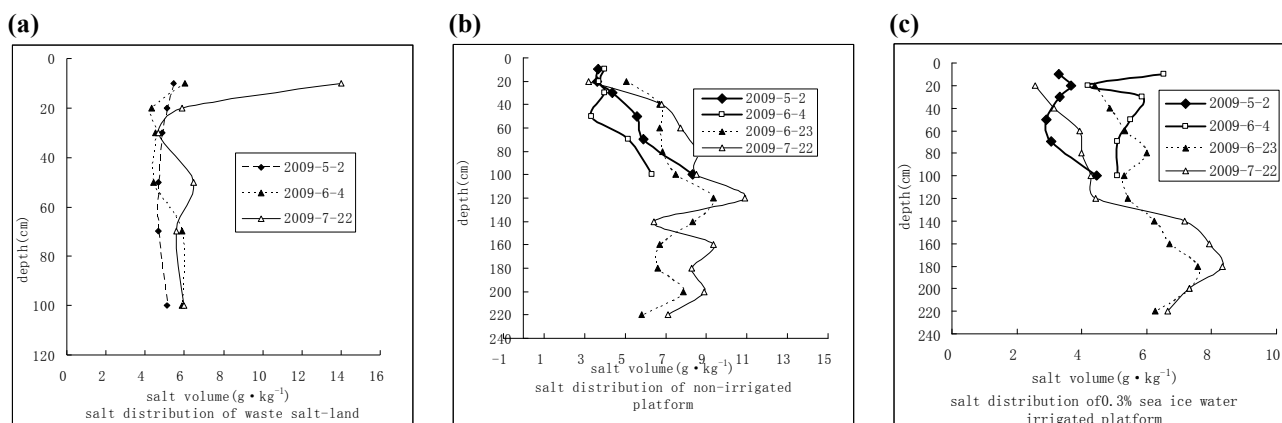 (a)
0
20
40
60
80
100
120
depth(cm)
2009-5-2
2009-6-4
2009-7-22
0 2 4 6 8 10 12 14 16
salt volume(g·kg⁻¹)
salt distribution of waste salt-land
(b)
0
20
40
60
80
100
120
140
160
180
200
220
240
depth(cm)
2009-5-2
2009-6-4
2009-6-23
2009-7-22
-1 1 3 5 7 9 11 13 15
salt volume(g·kg⁻¹)
salt distribution of non-irrigated
platform
(c)
0
20
40
60
80
100
120
140
160
180
200
220
240
depth(cm)
2009-5-2
2009-6-4
2009-6-23
2009-7-22
0 2 4 6 8 10
salt volume(g·kg⁻¹)
salt distribution of0.3% sea ice water
irrigated platform